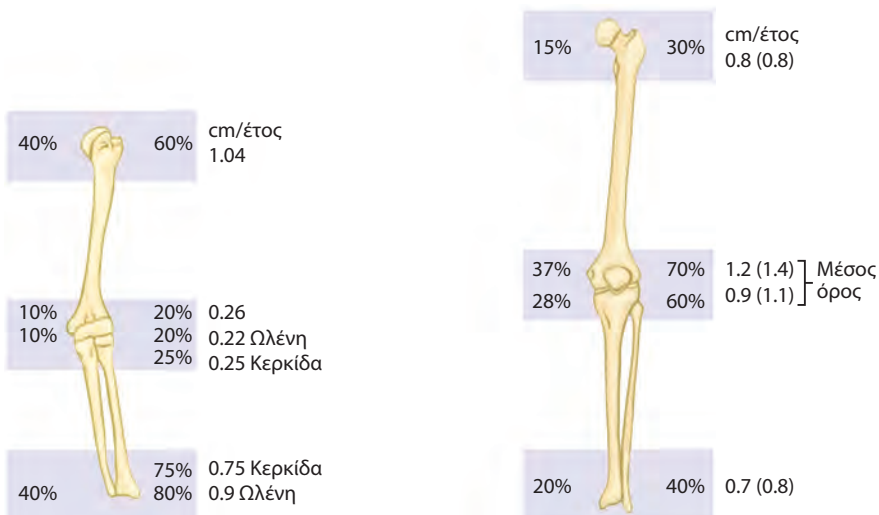 cm/έτος
40% 60% 1.04
10% 20% 0.26
10% 20% 0.22 Ωλένη
25% 0.25 Κερκίδα
75% 0.75 Κερκίδα
40% 80% 0.9 Ωλένη
cm/έτος
15% 30% 0.8 (0.8)
37% 70% 1.2 (1.4) Μέσος
28% 60% 0.9 (1.1) όρος
20% 40% 0.7 (0.8)